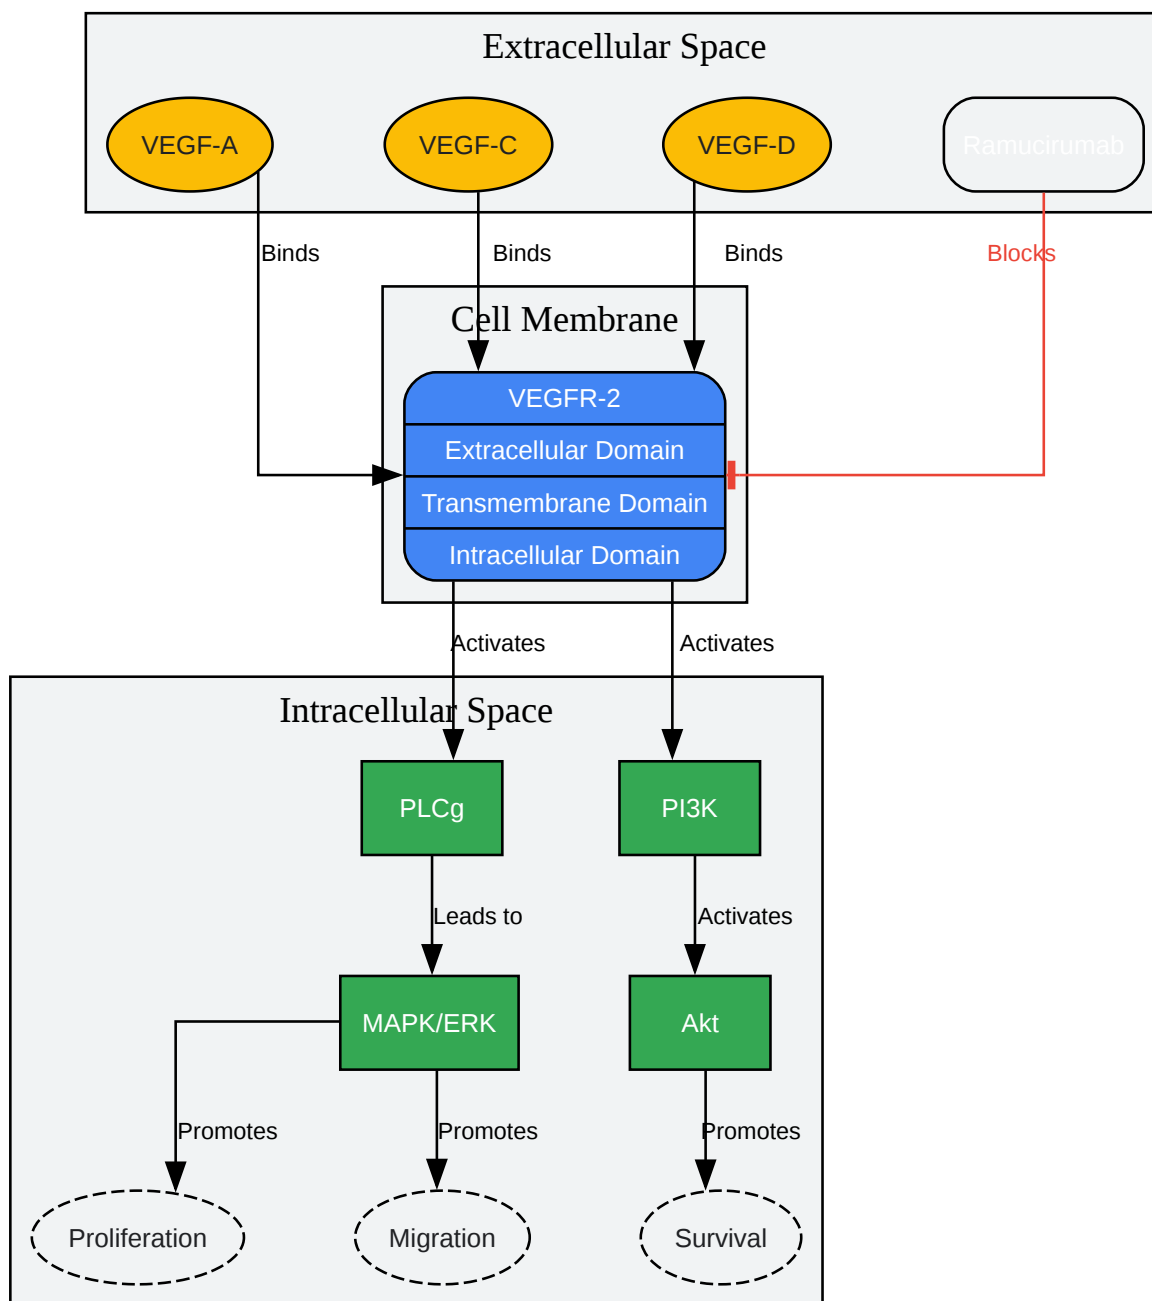 Extracellular Space
VEGF-A
VEGF-C
VEGF-D
Ramucirumab
Binds
Binds
Binds
Blocks
Cell Membrane
VEGFR-2
Extracellular Domain
Transmembrane Domain
Intracellular Domain
Activates
Activates
Intracellular Space
PLCg
PI3K
Leads to
Activates
MAPK/ERK
Akt
Promotes
Promotes
Promotes
Proliferation
Migration
Survival